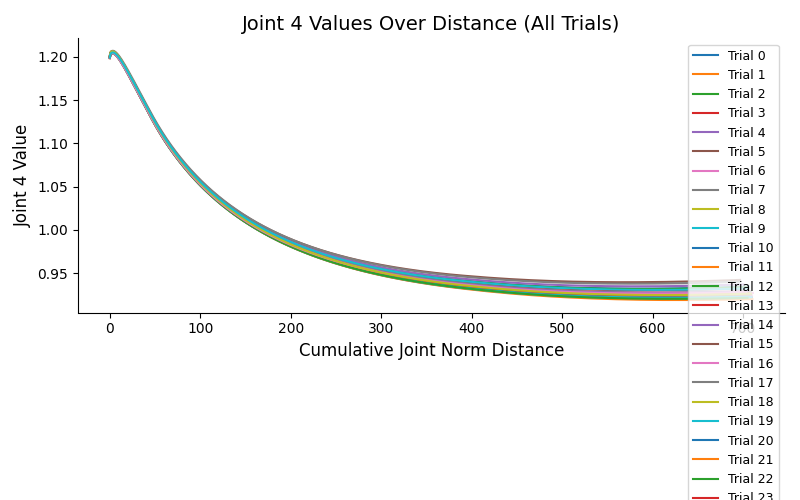 Joint 4 Values Over Distance (All Trials)
Joint 4 Value
1.20
1.15
1.10
1.05
1.00
0.95
0
100
200
300
400
500
600
700
Cumulative Joint Norm Distance
Trial 0
Trial 1
Trial 2
Trial 3
Trial 4
Trial 5
Trial 6
Trial 7
Trial 8
Trial 9
Trial 10
Trial 11
Trial 12
Trial 13
Trial 14
Trial 15
Trial 16
Trial 17
Trial 18
Trial 19
Trial 20
Trial 21
Trial 22
Trial 23